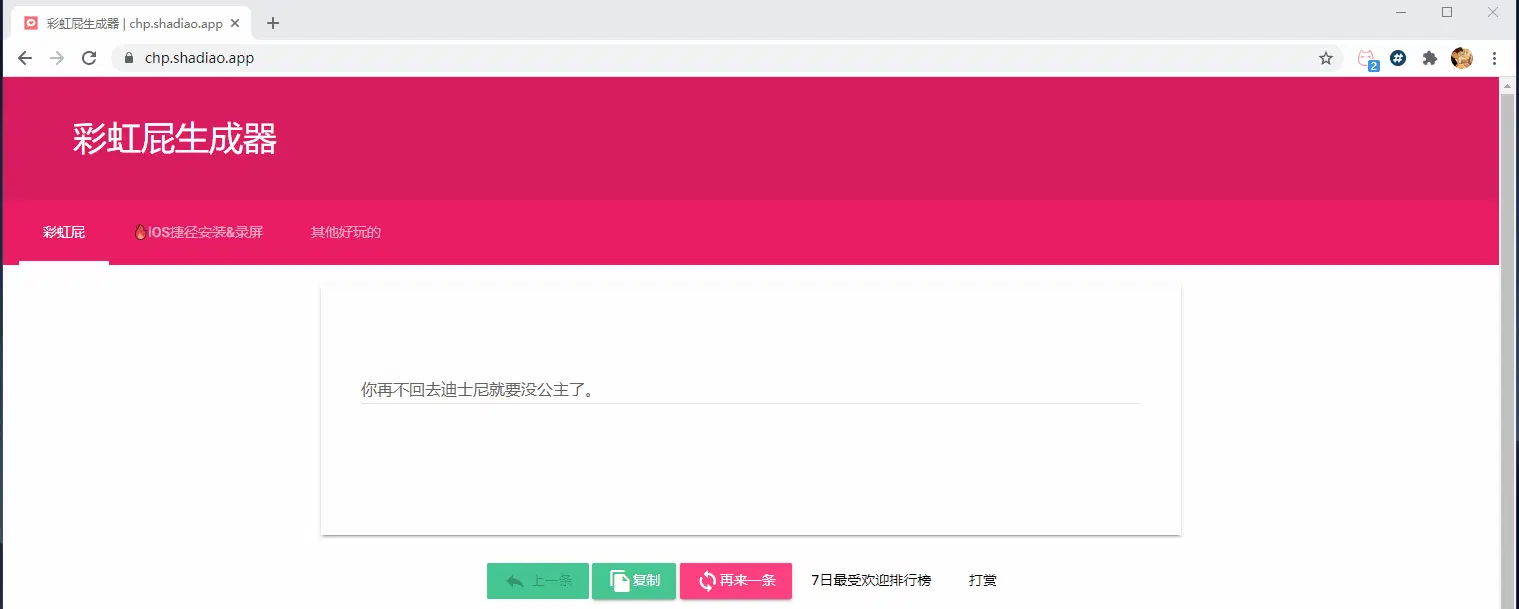 彩虹屁生成器 | chp.shadiao.app
chp.shadiao.app
2
#
彩虹屁生成器
彩虹屁 iOS捷径安装&录屏 其他好玩的
你再不回去迪士尼就要没公主了。
上一条 复制 再来一条 7日最受欢迎排行榜 打赏